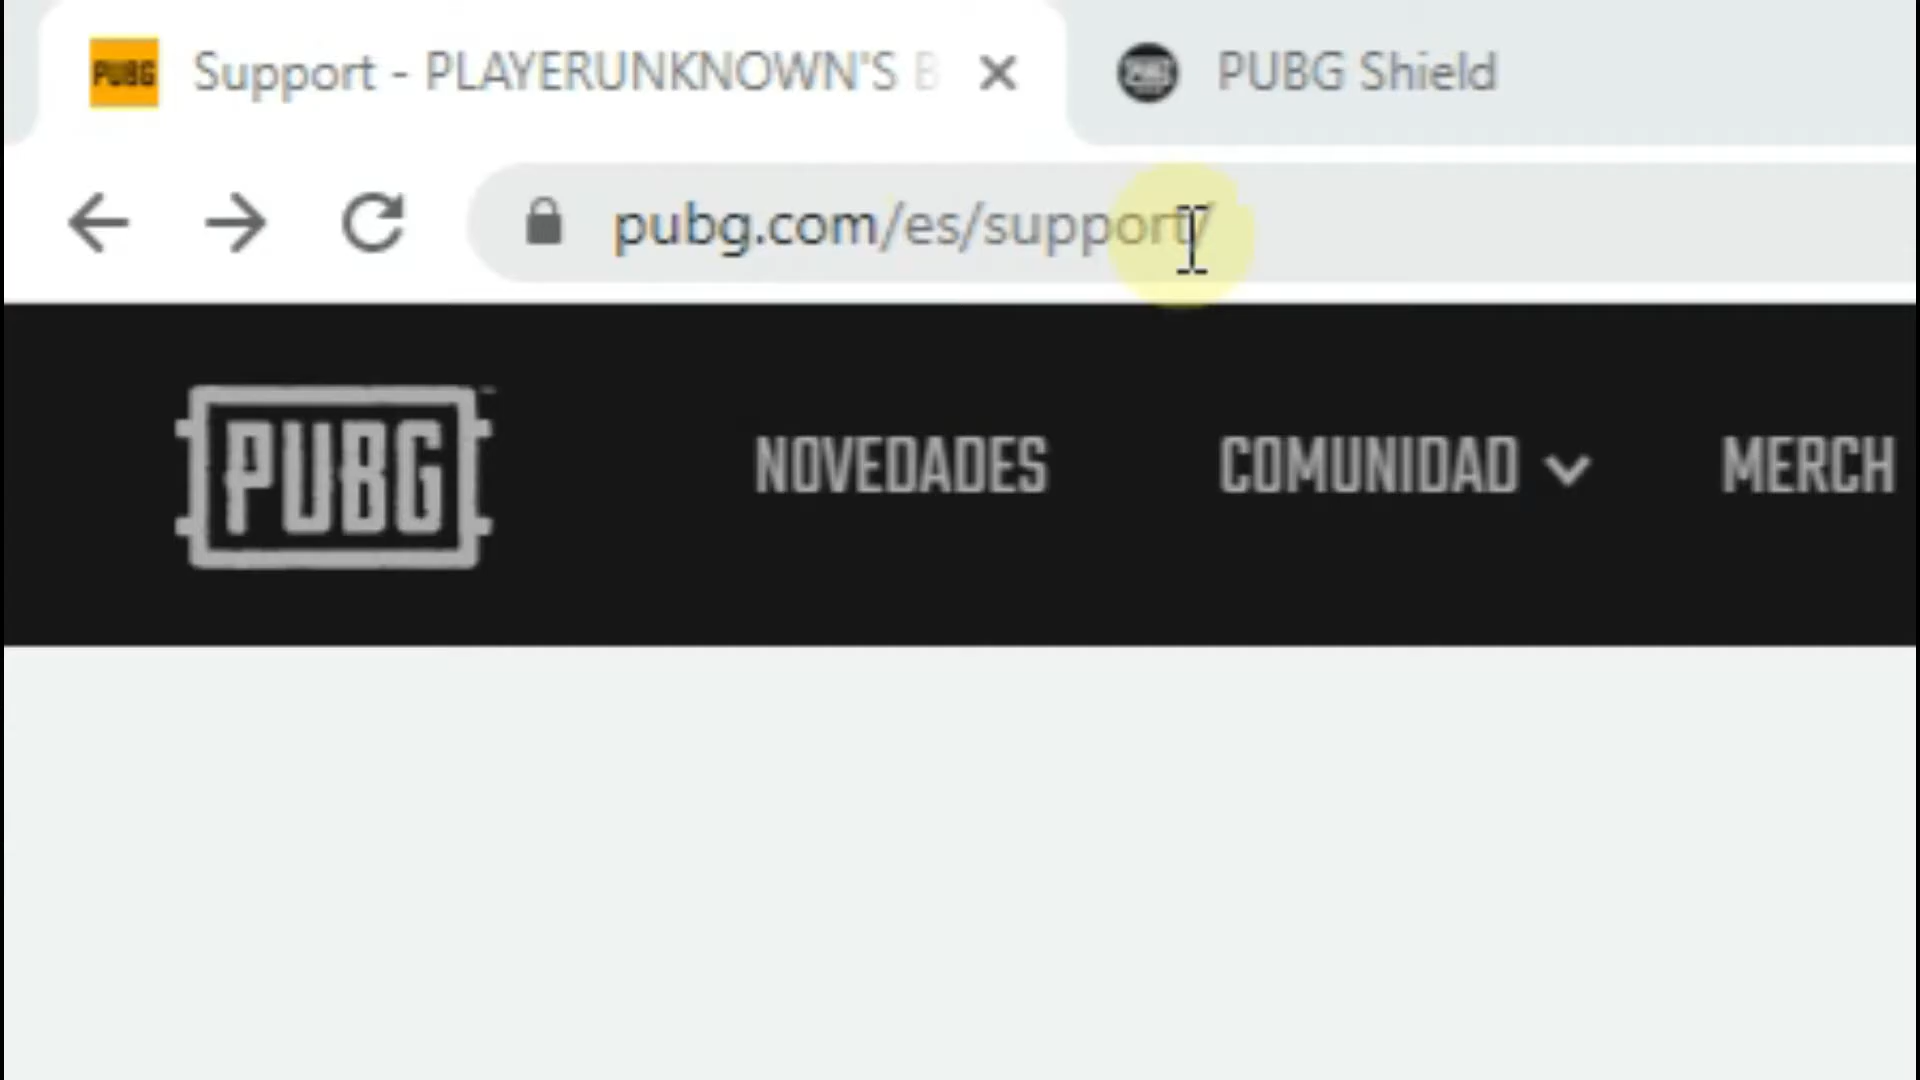 PUBG Support - PLAYERUNKNOWN'S B PUBG Shield
pubg.com/es/support/
PUBG NOVEDADES COMUNIDAD MERCH